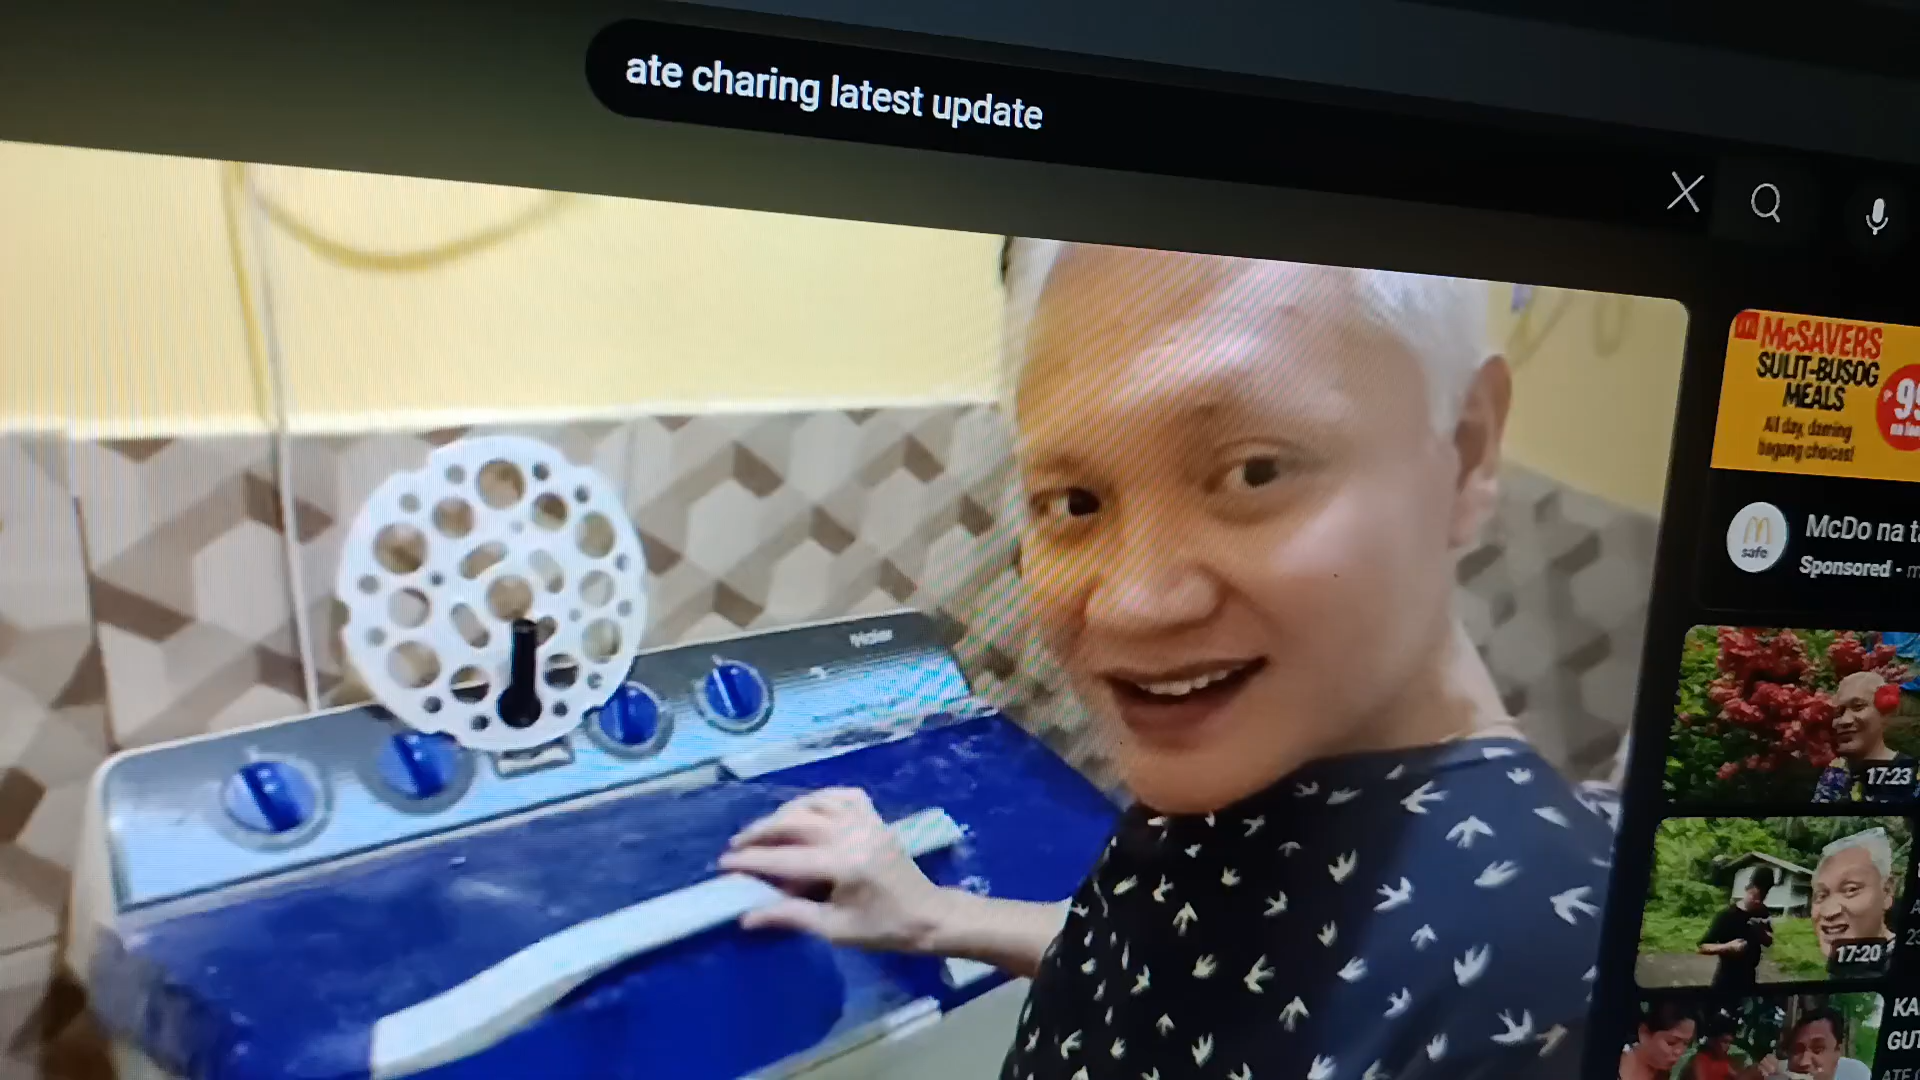 ate charing latest update
McSAVERS
SULIT-BUSOG
MEALS
All day, daming
bagong choices!
safe
McDo na
Sponsored
17:23
17:20